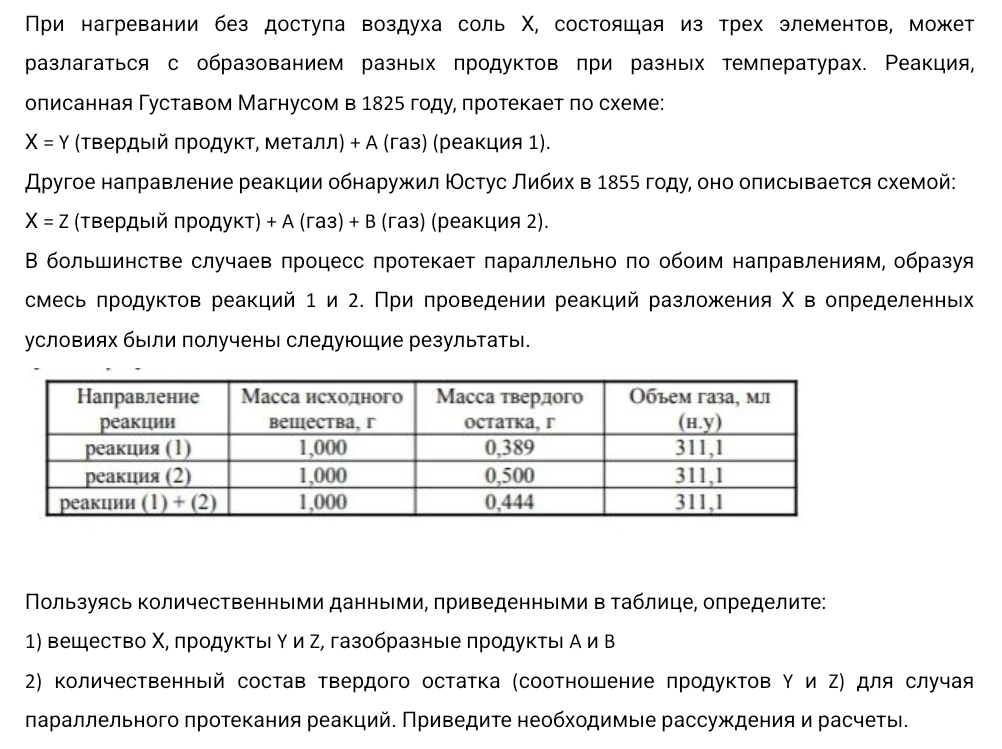 При нагревании без доступа воздуха соль X, состоящая из трех элементов, может
разлагаться с образованием разных продуктов при разных температурах. Реакция,
описанная Густавом Магнусом в 1825 году, протекает по схеме:
X = Y (твердый продукт, металл) + A (газ) (реакция 1).
Другое направление реакции обнаружил Юстус Либих в 1855 году, оно описывается схемой:
X = Z (твердый продукт) + A (газ) + B (газ) (реакция 2).
В большинстве случаев процесс протекает параллельно по обоим направлениям, образуя
смесь продуктов реакций 1 и 2. При проведении реакций разложения X в определенных
условиях были получены следующие результаты.
Направление реакции | Масса исходного вещества, г | Масса твердого остатка, г | Объем газа, мл (н.у)
реакция (1) | 1,000 | 0,389 | 311,1
реакция (2) | 1,000 | 0,500 | 311,1
реакции (1) + (2) | 1,000 | 0,444 | 311,1
Пользуясь количественными данными, приведенными в таблице, определите:
1) вещество X, продукты Y и Z, газобразные продукты A и B
2) количественный состав твердого остатка (соотношение продуктов Y и Z) для случая
параллельного протекания реакций. Приведите необходимые рассуждения и расчеты.